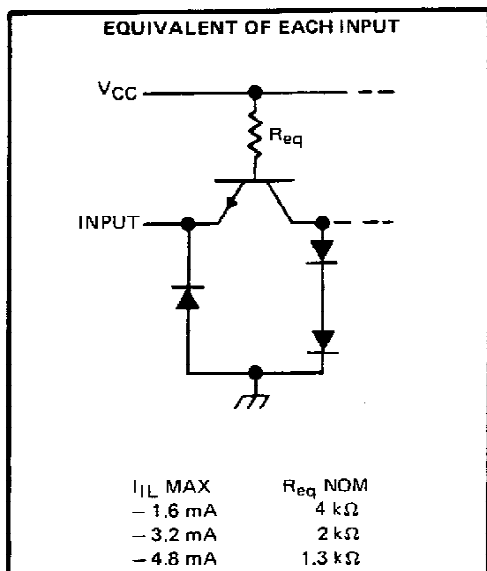 EQUIVALENT OF EACH INPUT
VCC
Req
INPUT
IIL MAX Req NOM
– 1.6 mA 4 kΩ
– 3.2 mA 2 kΩ
– 4.8 mA 1.3 kΩ